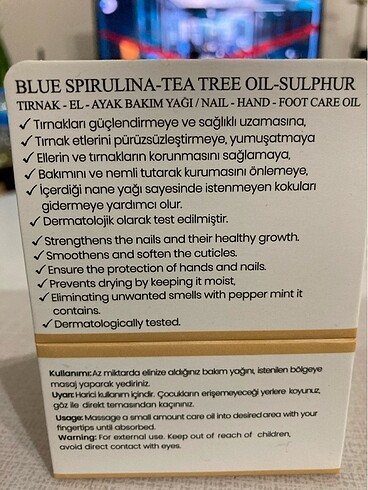 BLUE SPIRULINA-TEA TREE OIL-SULPHUR
TIRNAK - EL - AYAK BAKIM YAĞI / NAIL - HAND - FOOT CARE OIL
✓ Tırnakları güçlendirmeye ve sağlıklı uzamasına,
✓ Tırnak etlerini pürüzsüzleştirmeye, yumuşatmaya
✓ Ellerin ve tırnakların korunmasını sağlamaya,
✓ Bakımını ve nemli tutarak kurumasını önlemeye,
✓ İçerdiği nane yağı sayesinde istenmeyen kokuları
gidermeye yardımcı olur.
✓ Dermatolojik olarak test edilmiştir.
✓ Strengthens the nails and their healthy growth.
✓ Smoothens and soften the cuticles.
✓ Ensure the protection of hands and nails.
✓ Prevents drying by keeping it moist,
✓ Eliminating unwanted smells with pepper mint it
contains.
✓ Dermatologically tested.
Kullanımı: Az miktarda elinize aldığınız bakım yağını, istenilen bölgeye
masaj yaparak yediriniz.
Uyarı: Harici kullanım içindir. Çocukların erişemeyeceği yerlere koyunuz,
göz ile direkt temasından kaçınınız.
Usage: Massage a small amount care oil into desired area with your
fingertips until absorbed.
Warning: For external use. Keep out of reach of children,
avoid direct contact with eyes.